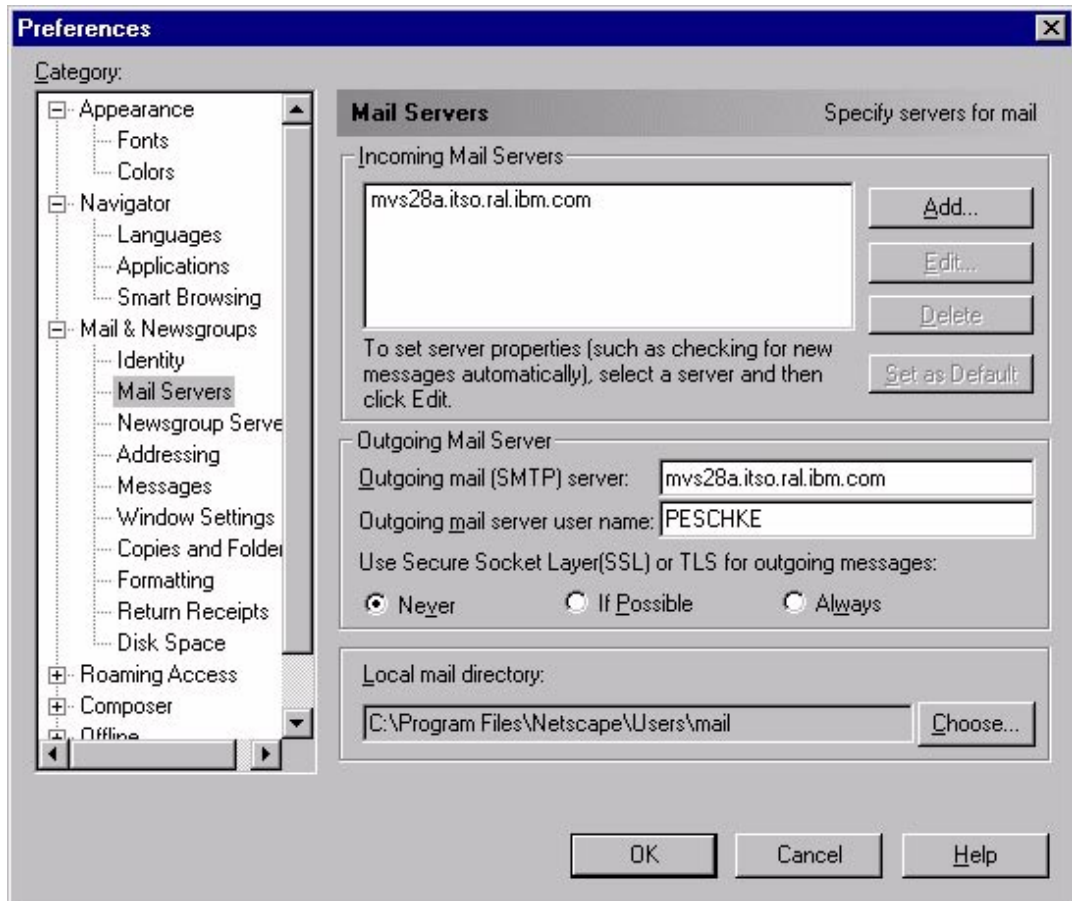 Preferences
Category:
Appearance
Fonts
Colors
Navigator
Languages
Applications
Smart Browsing
Mail & Newsgroups
Identity
Mail Servers
Newsgroup Serve
Addressing
Messages
Window Settings
Copies and Folder
Formatting
Return Receipts
Disk Space
Roaming Access
Composer
Offline
Mail Servers Specify servers for mail
Incoming Mail Servers
mvs28a.itso.ral.ibm.com
Add...
Edit...
Delete
Set as Default
To set server properties (such as checking for new
messages automatically), select a server and then
click Edit.
Outgoing Mail Server
Outgoing mail (SMTP) server: mvs28a.itso.ral.ibm.com
Outgoing mail server user name: PESCHKE
Use Secure Socket Layer(SSL) or TLS for outgoing messages:
Never If Possible Always
Local mail directory:
C:\Program Files\Netscape\Users\mail Choose...
OK Cancel Help